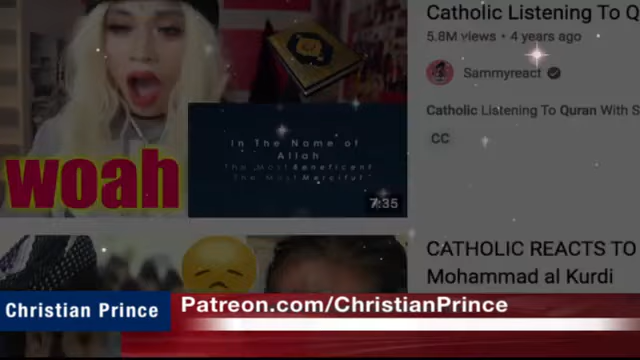 Catholic Listening To Q
5.8M views • 4 years ago
Sammyreact
Catholic Listening To Quran With S
CC
In The Name of
Allah
The Most Beneficent
The Most Merciful
7:35
woah
CATHOLIC REACTS TO
Mohammad al Kurdi
Christian Prince
Patreon.com/ChristianPrince